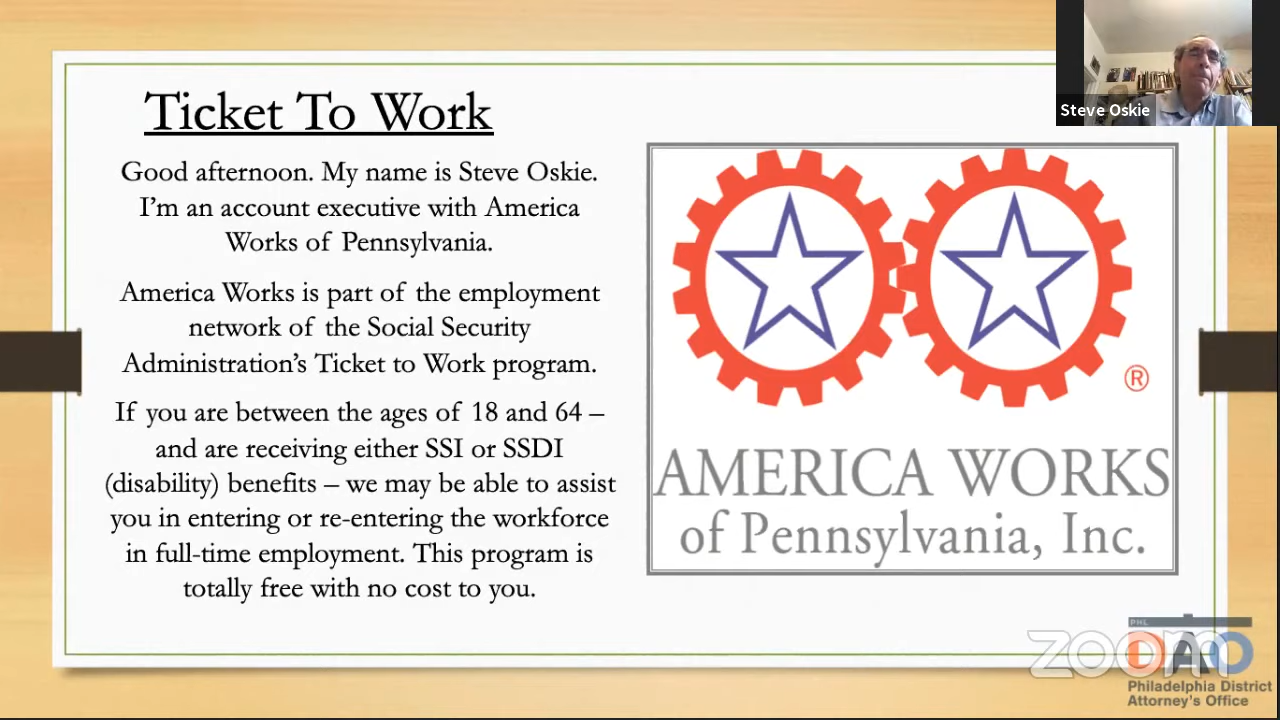 Steve Oskie
Ticket To Work
Good afternoon. My name is Steve Oskie.
I’m an account executive with America
Works of Pennsylvania.
America Works is part of the employment
network of the Social Security
Administration’s Ticket to Work program.
If you are between the ages of 18 and 64 –
and are receiving either SSI or SSDI
(disability) benefits – we may be able to assist
you in entering or re-entering the workforce
in full-time employment. This program is
totally free with no cost to you.
®
AMERICA WORKS
of Pennsylvania, Inc.
zoom
PHL
DAO
Philadelphia District
Attorney's Office